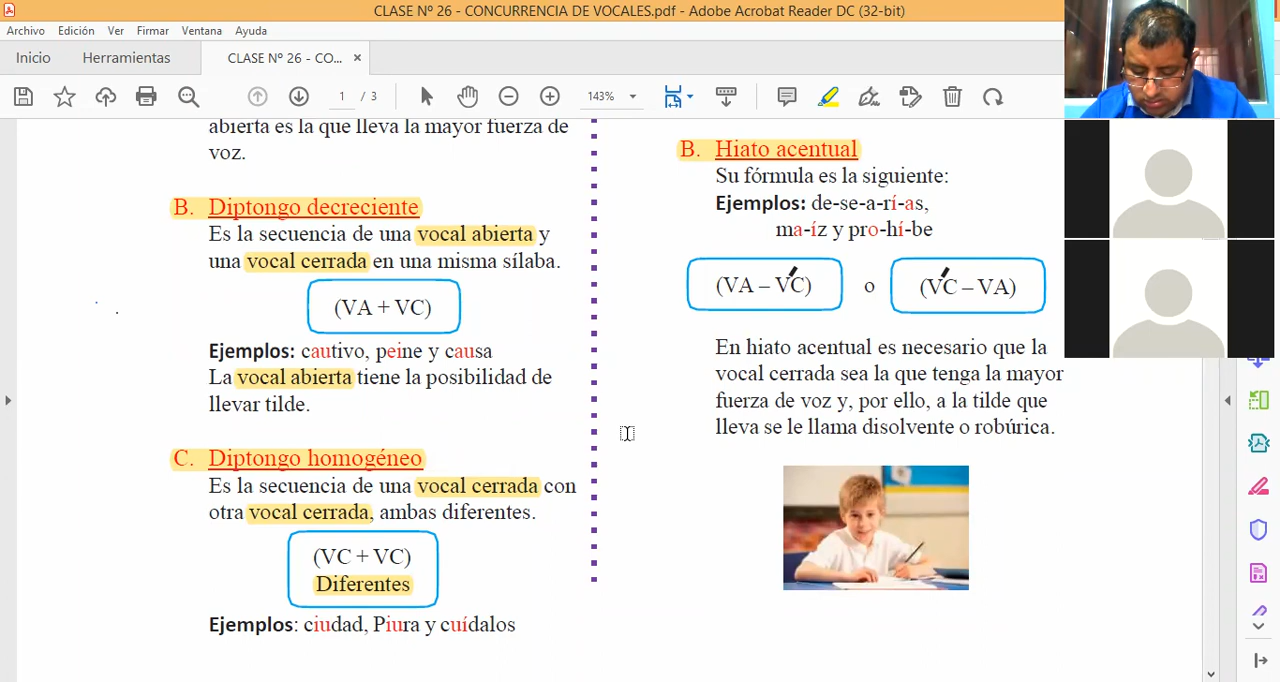 CLASE Nº 26 - CONCURRENCIA DE VOCALES.pdf - Adobe Acrobat Reader DC (32-bit)
Archivo Edición Ver Firmar Ventana Ayuda
Inicio Herramientas CLASE Nº 26 - CO... ×
1 / 3 143%
abierta es la que lleva la mayor fuerza de
voz.
B. Diptongo decreciente
Es la secuencia de una vocal abierta y
una vocal cerrada en una misma sílaba.
(VA + VC)
Ejemplos: cautivo, peine y causa
La vocal abierta tiene la posibilidad de
llevar tilde.
C. Diptongo homogéneo
Es la secuencia de una vocal cerrada con
otra vocal cerrada, ambas diferentes.
(VC + VC)
Diferentes
Ejemplos: ciudad, Piura y cuídalos
B. Hiato acentual
Su fórmula es la siguiente:
Ejemplos: de-se-a-rí-as,
ma-íz y pro-hí-be
(VA – V́C) o (V́C – VA)
En hiato acentual es necesario que la
vocal cerrada sea la que tenga la mayor
fuerza de voz y, por ello, a la tilde que
lleva se le llama disolvente o robúrica.